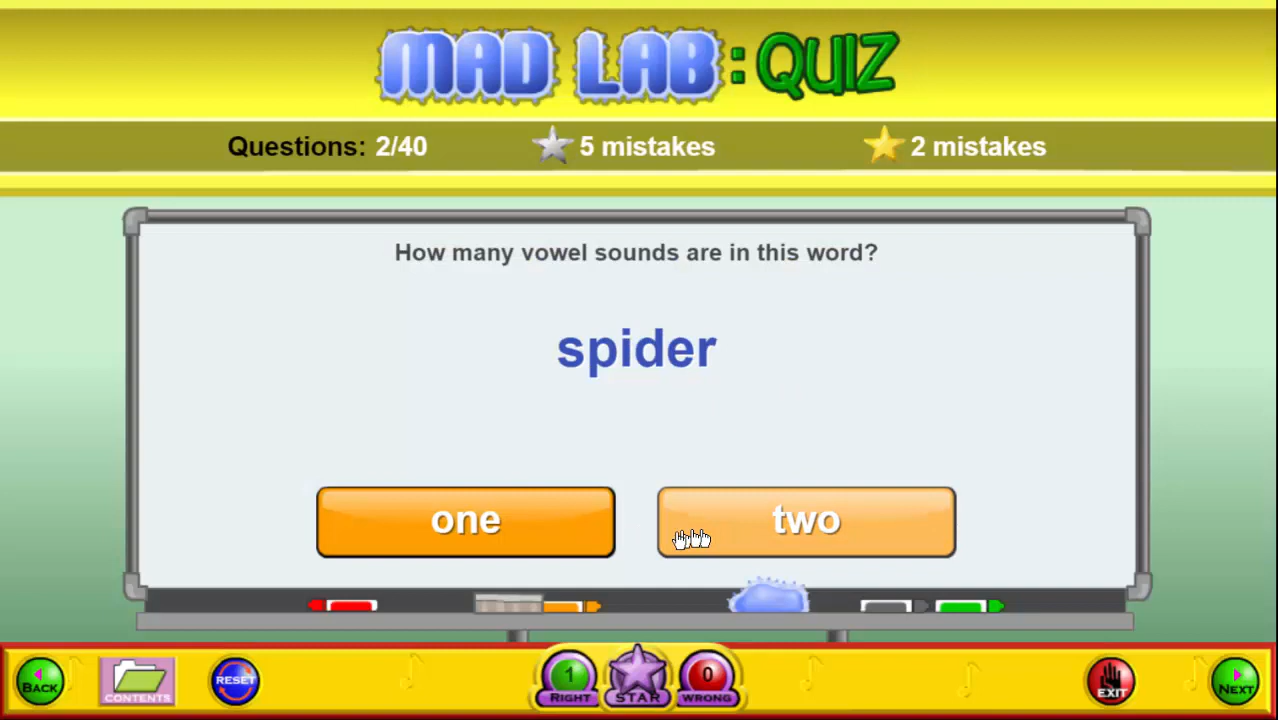 MAD LAB: QUIZ
Questions: 2/40 5 mistakes 2 mistakes
How many vowel sounds are in this word?
spider
one two
BACK CONTENTS RESET 1 RIGHT STAR 0 WRONG EXIT NEXT